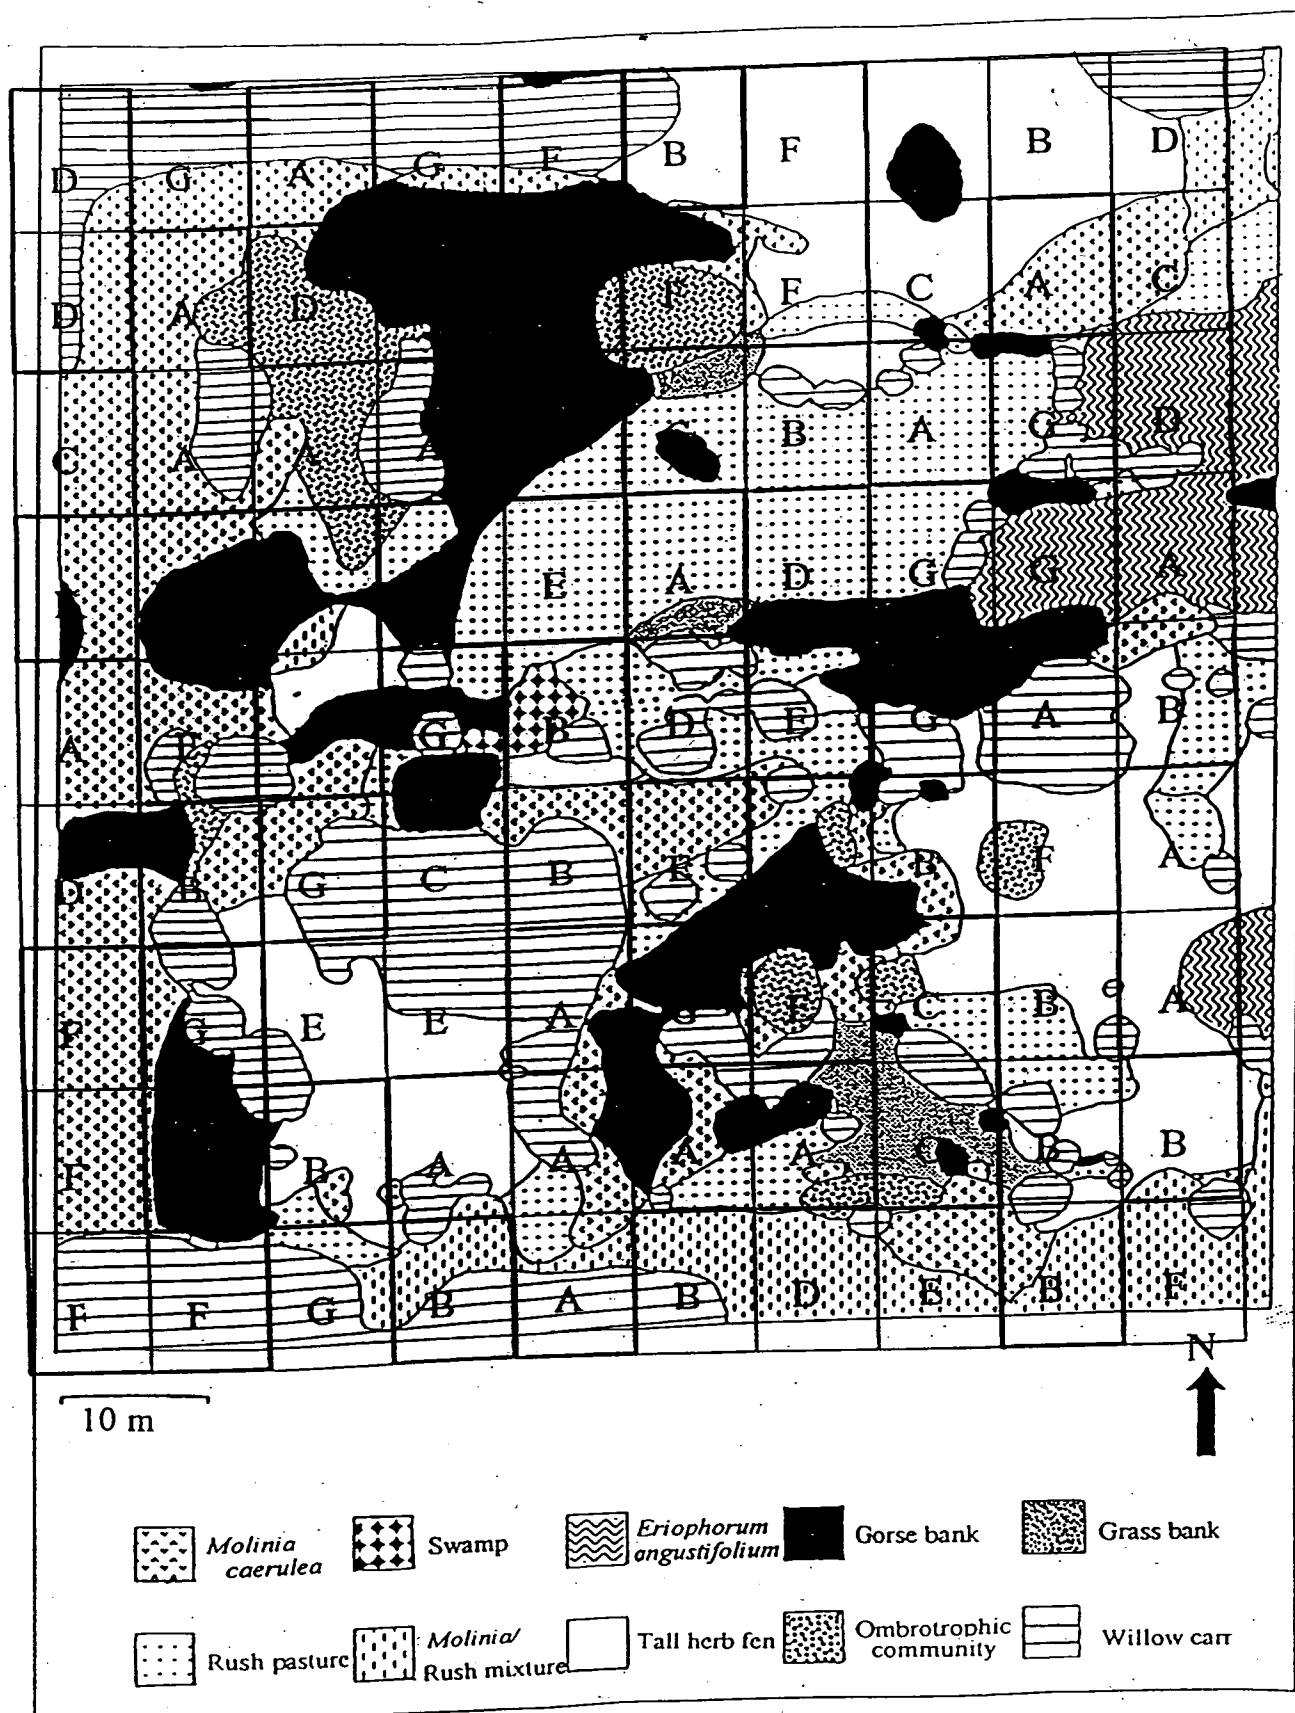 D G A G F B F B D
D A D F F C A C
C A A A G B A G D
E A D G G A
A F G B D E G A B
D B G C B E B F A
F G E E A G F C B A
F B A A A A G B B
F F G B A B D E B F
N
10 m
Molinia caerulea
Swamp
Eriophorum angustifolium
Gorse bank
Grass bank
Rush pasture
Molinia/ Rush mixture
Tall herb fen
Ombrotrophic community
Willow carr